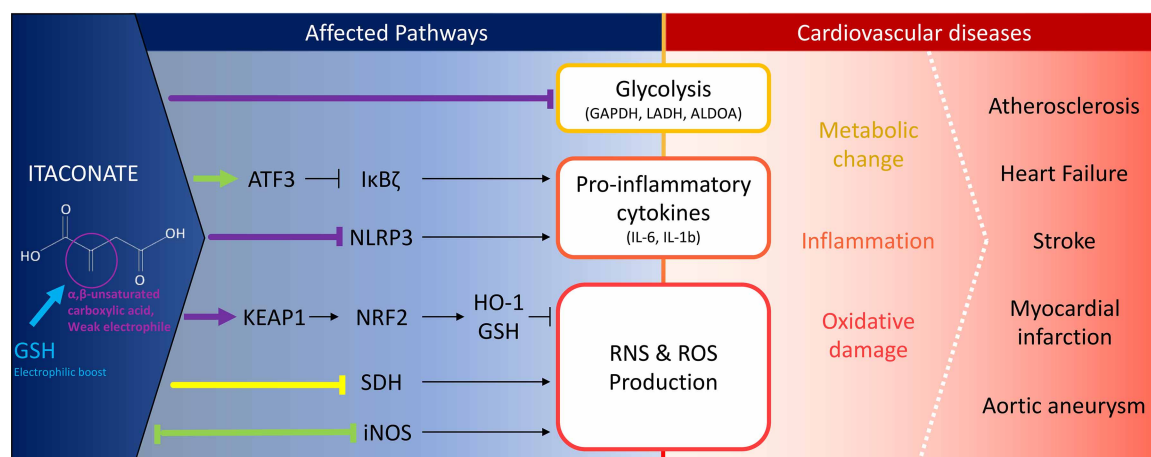 Affected Pathways
Cardiovascular diseases
ITACONATE
O
HO
OH
O
α,β-unsaturated
carboxylic acid,
Weak electrophile
GSH
Electrophilic boost
Glycolysis
(GAPDH, LADH, ALDOA)
ATF3
IκBζ
NLRP3
Pro-inflammatory
cytokines
(IL-6, IL-1b)
KEAP1
NRF2
HO-1
GSH
SDH
iNOS
RNS & ROS
Production
Metabolic
change
Inflammation
Oxidative
damage
Atherosclerosis
Heart Failure
Stroke
Myocardial
infarction
Aortic aneurysm